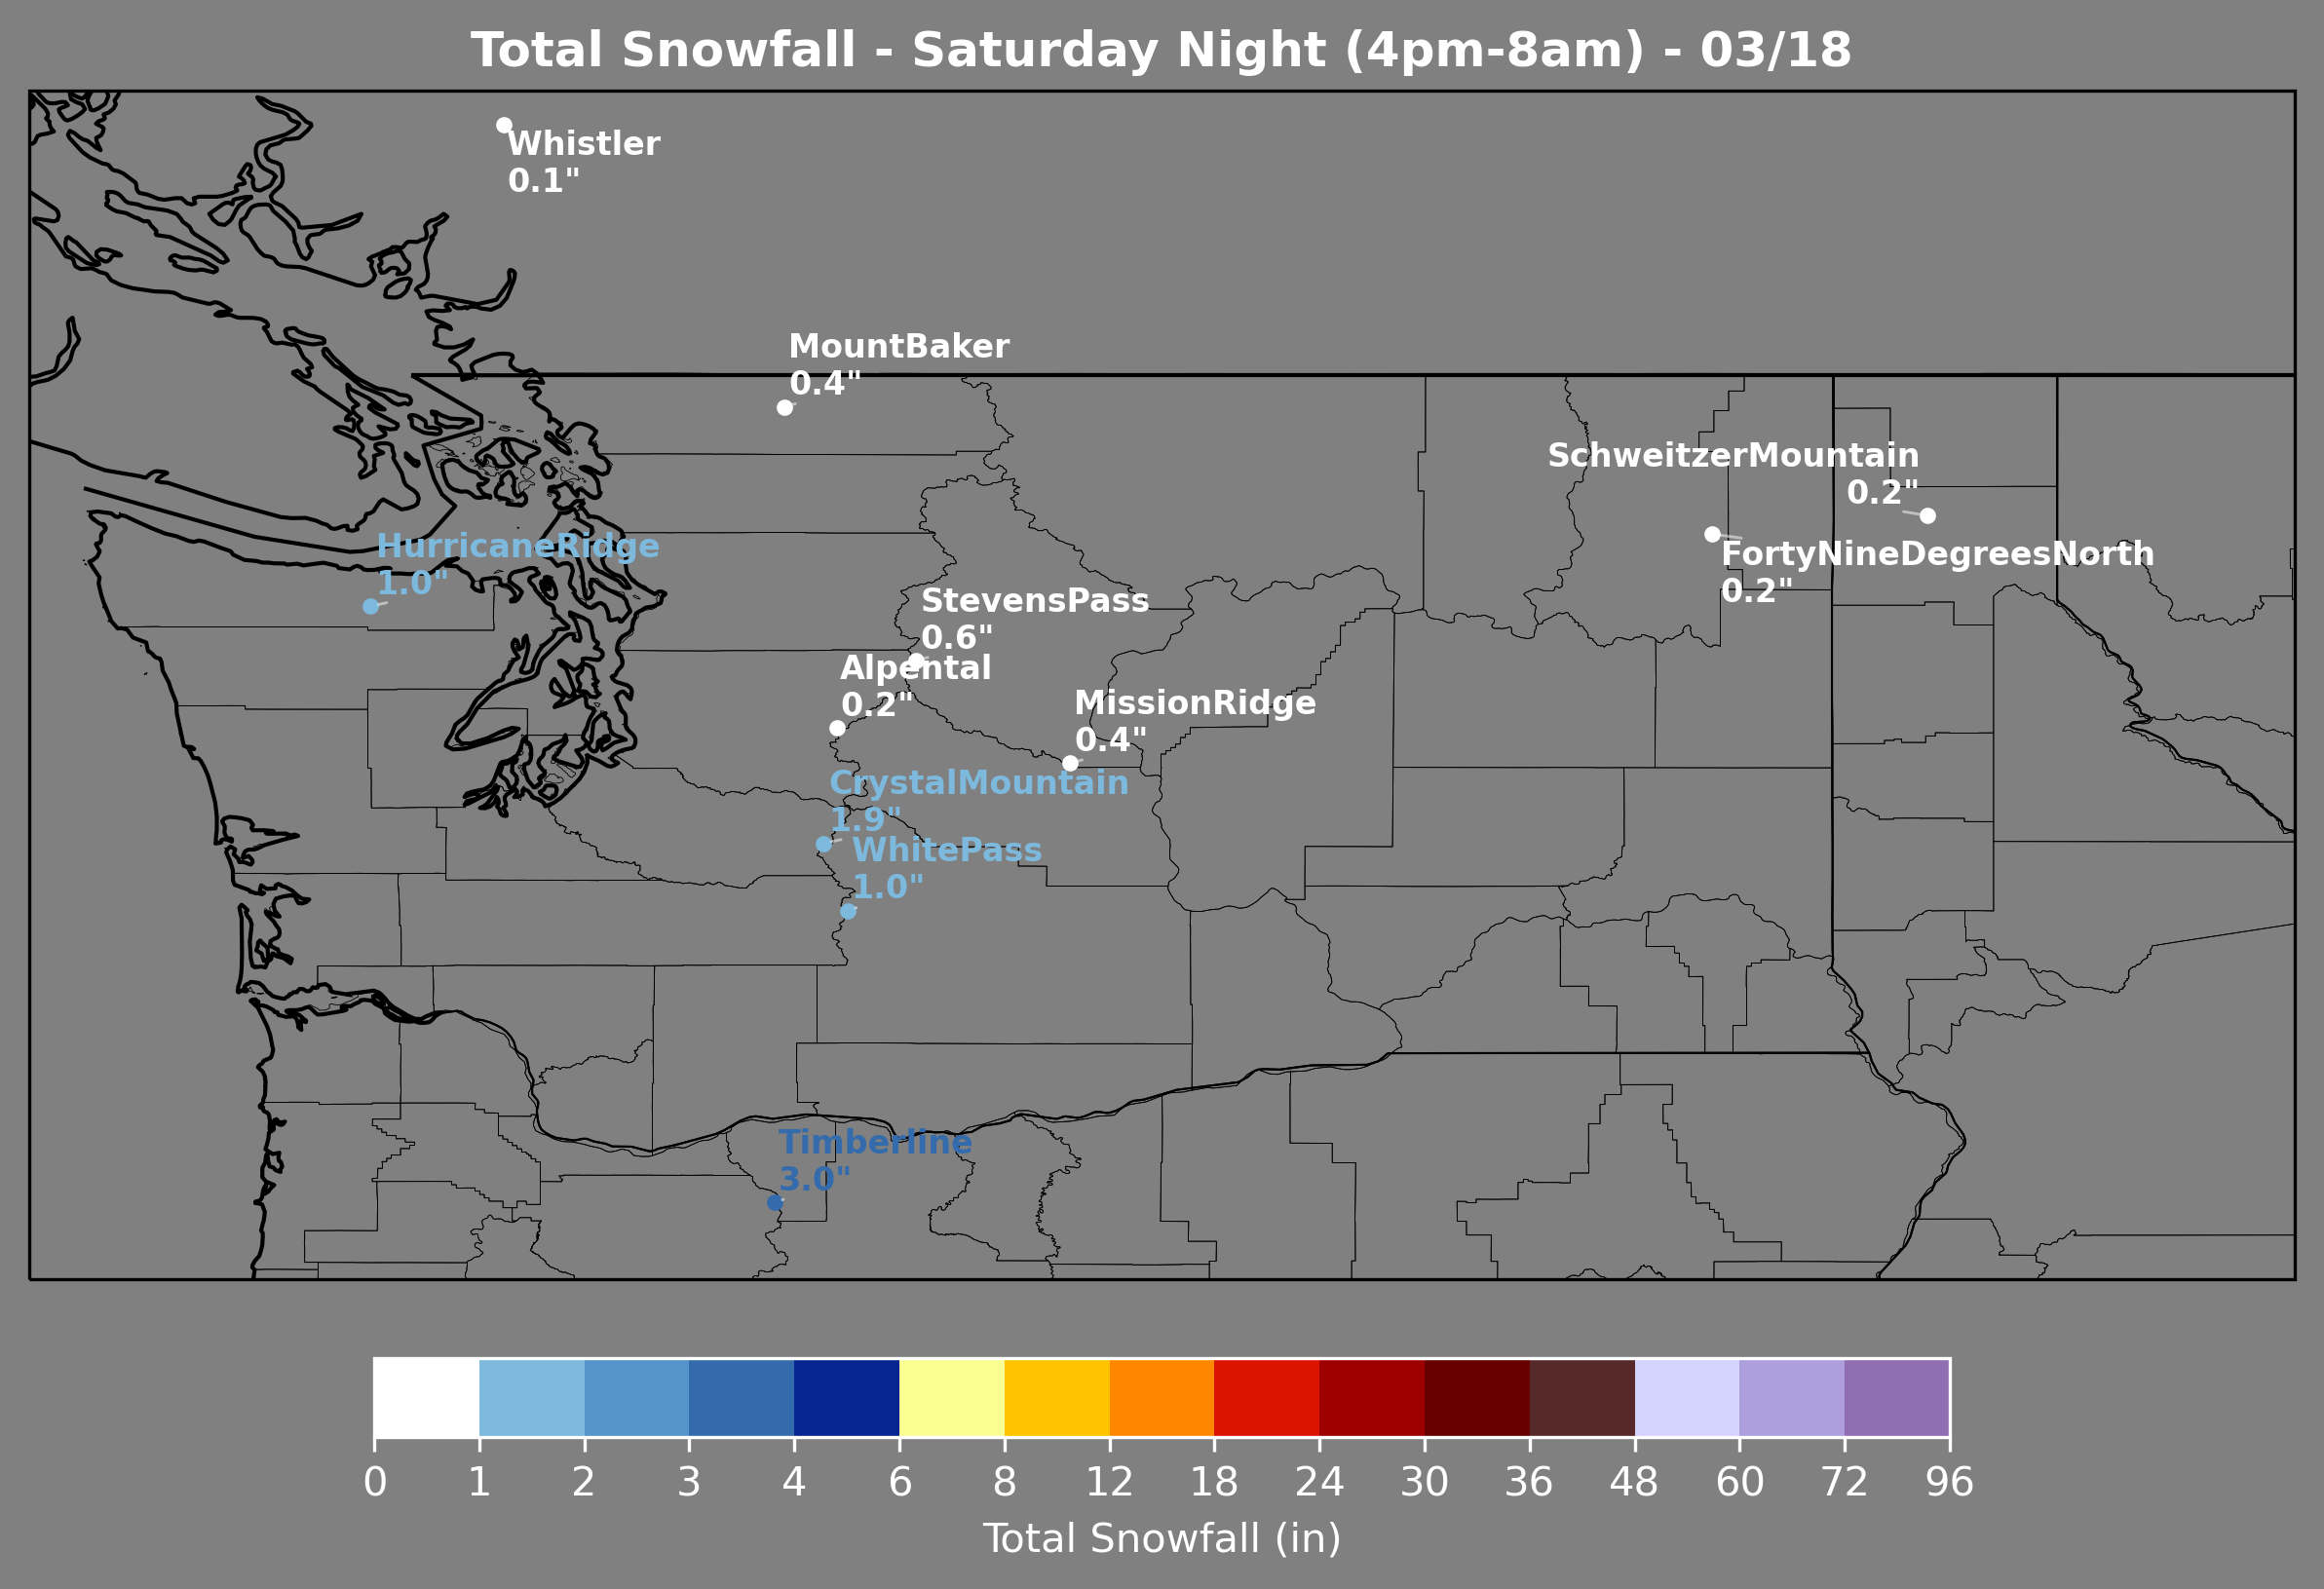 Total Snowfall - Saturday Night (4pm-8am) - 03/18
Whistler
0.1"
MountBaker
0.4"
SchweitzerMountain
0.2"
HurricaneRidge
1.0"
FortyNineDegreesNorth
0.2"
StevensPass
0.6"
Alpental
0.2"
MissionRidge
0.4"
CrystalMountain
1.9"
WhitePass
1.0"
Timberline
3.0"
0 1 2 3 4 6 8 12 18 24 30 36 48 60 72 96
Total Snowfall (in)